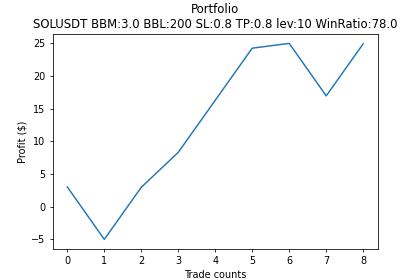 Portfolio
SOLUSDT BBM:3.0 BBL:200 SL:0.8 TP:0.8 lev:10 WinRatio:78.0
25
20
15
10
5
0
−5
Profit ($)
0 1 2 3 4 5 6 7 8
Trade counts